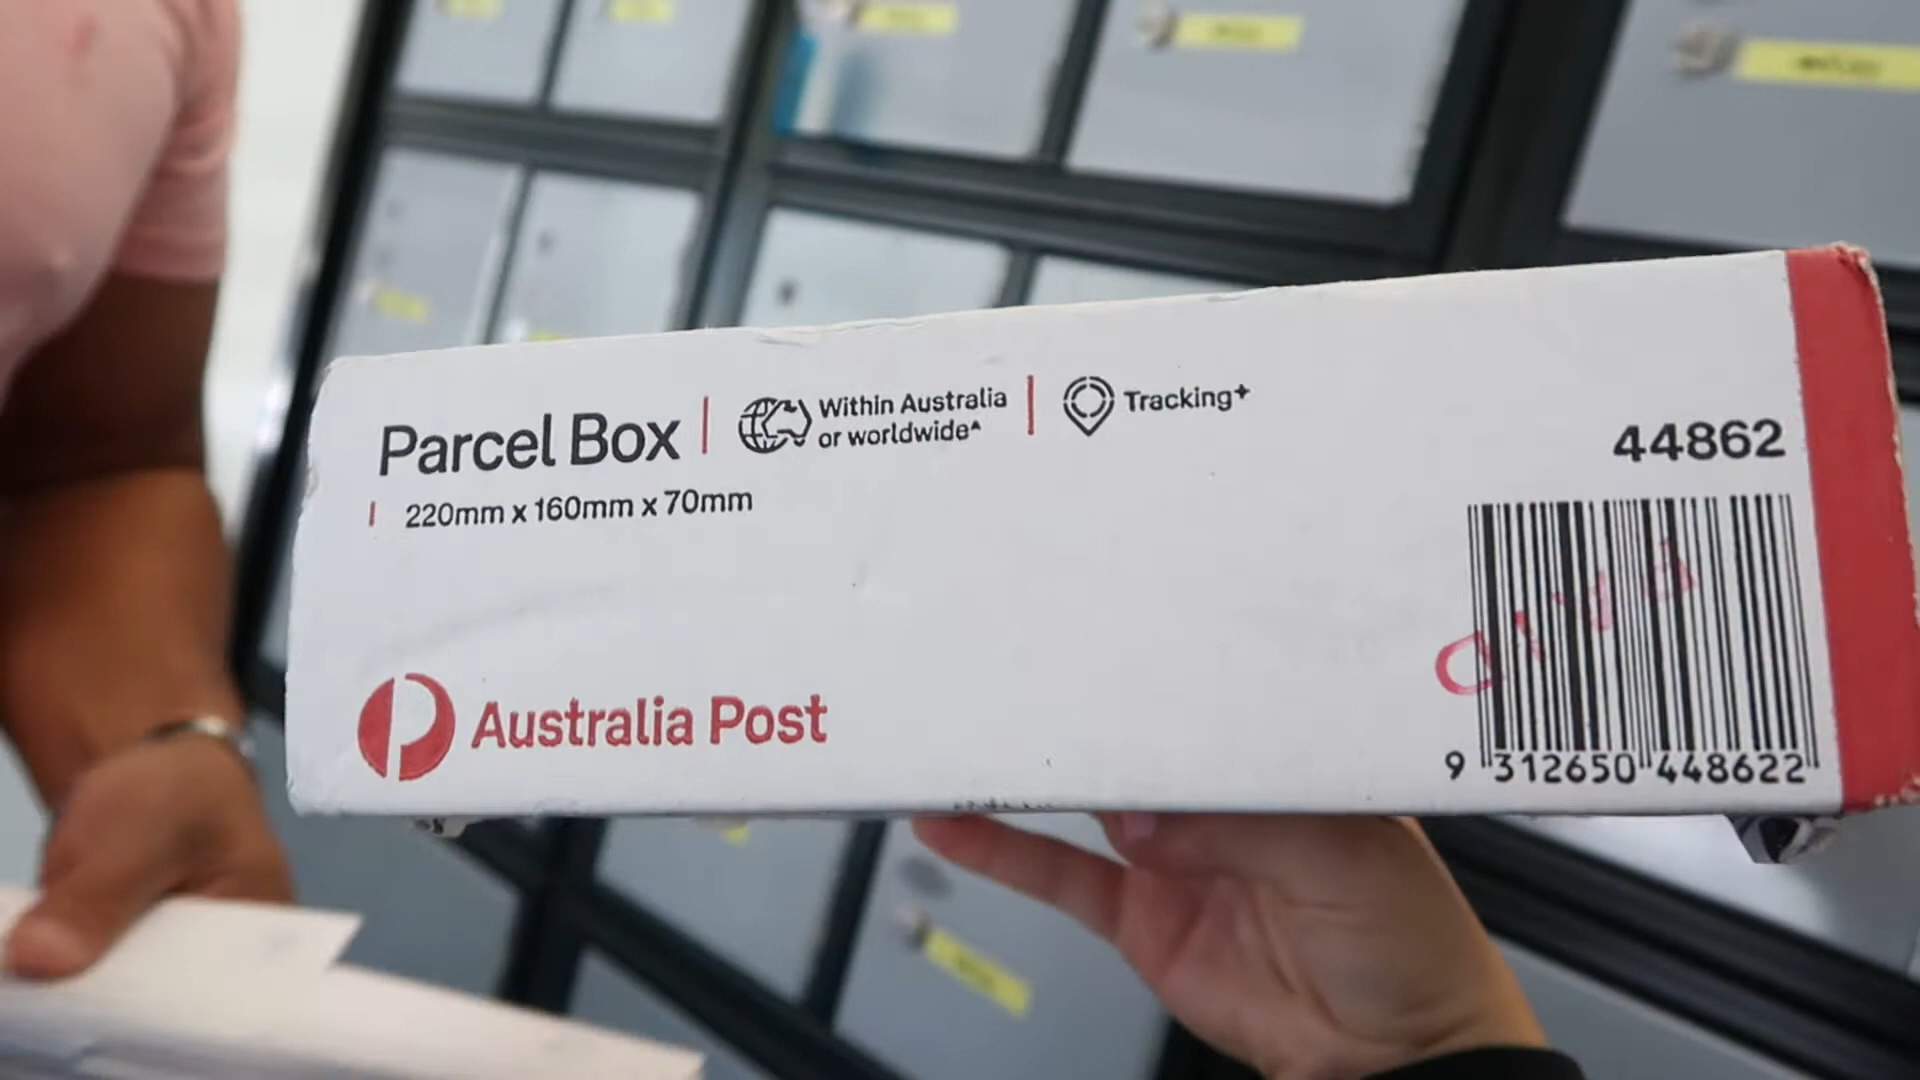 Parcel Box
Within Australia
or worldwide^
Tracking+
220mm x 160mm x 70mm
44862
Australia Post
9 312650 448622